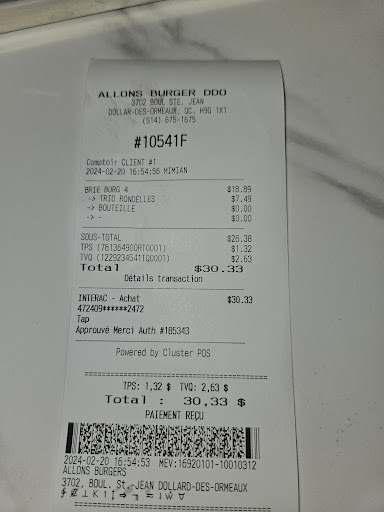 ALLONS BURGER DDO
3702 BOUL STE. JEAN
DOLLAR-DES-ORMEAUX, QC, H9G 1X1
(514) 675-1675
#10541F
Comptoir CLIENT #1
2024-02-20 16:54:56 MIMIAN
BRIE BURG 4 $18.89
-> TRIO RONDELLES $7.49
-> BOUTEILLE $0.00
-> - $0.00
SOUS-TOTAL $26.38
TPS (761364900RT0001) $1.32
TVQ (1229234541TQ0001) $2.63
Total $30.33
Détails transaction
INTERAC - Achat $30.33
472409******2472
Tap
Approuvé Merci Auth #185343
Powered by Cluster POS
TPS: 1,32 $ TVQ: 2,63 $
Total : 30,33 $
PAIEMENT REÇU
2024-02-20 16:54:53 MEV:16920101-10010312
ALLONS BURGERS
3702, BOUL. St.-JEAN DOLLARD-DES-ORMEAUX